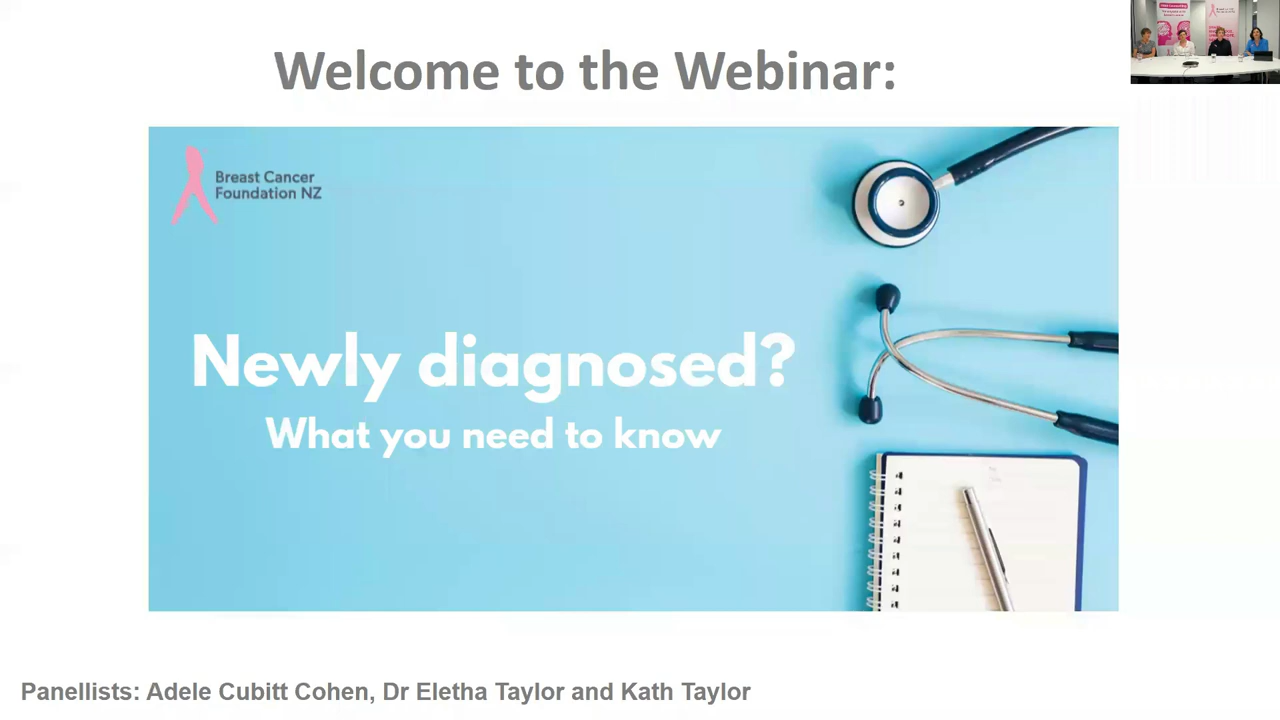 Welcome to the Webinar:
Breast Cancer
Foundation NZ
Newly diagnosed?
What you need to know
Panellists: Adele Cubitt Cohen, Dr Eletha Taylor and Kath Taylor